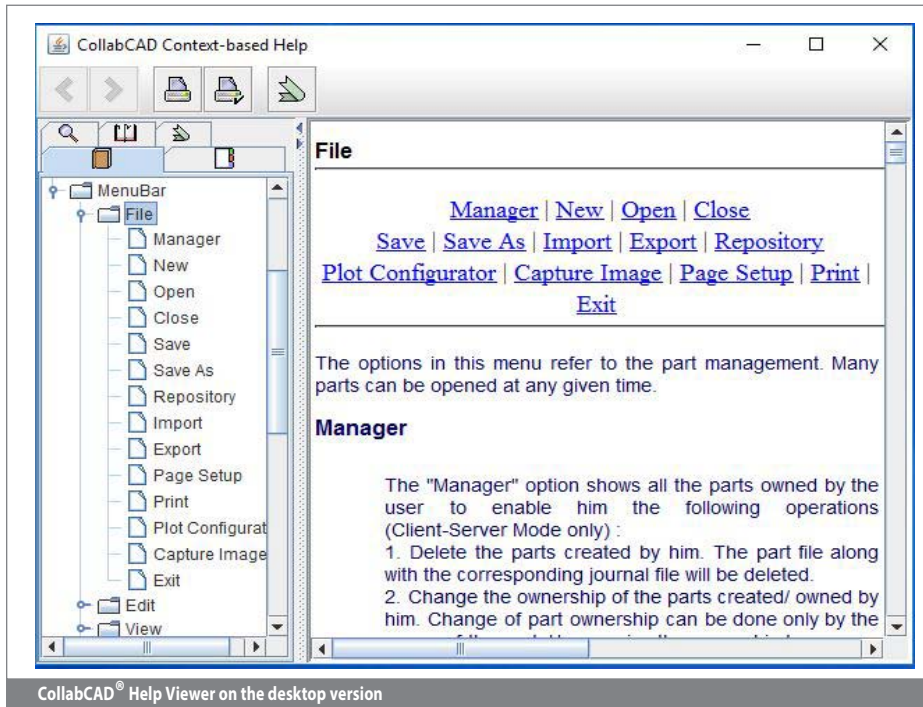 CollabCAD Context-based Help
MenuBar
File
Manager
New
Open
Close
Save
Save As
Repository
Import
Export
Page Setup
Print
Plot Configurat
Capture Image
Exit
Edit
View
File
Manager | New | Open | Close
Save | Save As | Import | Export | Repository
Plot Configurator | Capture Image | Page Setup | Print |
Exit
The options in this menu refer to the part management. Many
parts can be opened at any given time.
Manager
The "Manager" option shows all the parts owned by the
user to enable him the following operations
(Client-Server Mode only) :
1. Delete the parts created by him. The part file along
with the corresponding journal file will be deleted.
2. Change the ownership of the parts created/ owned by
him. Change of part ownership can be done only by the
CollabCAD® Help Viewer on the desktop version